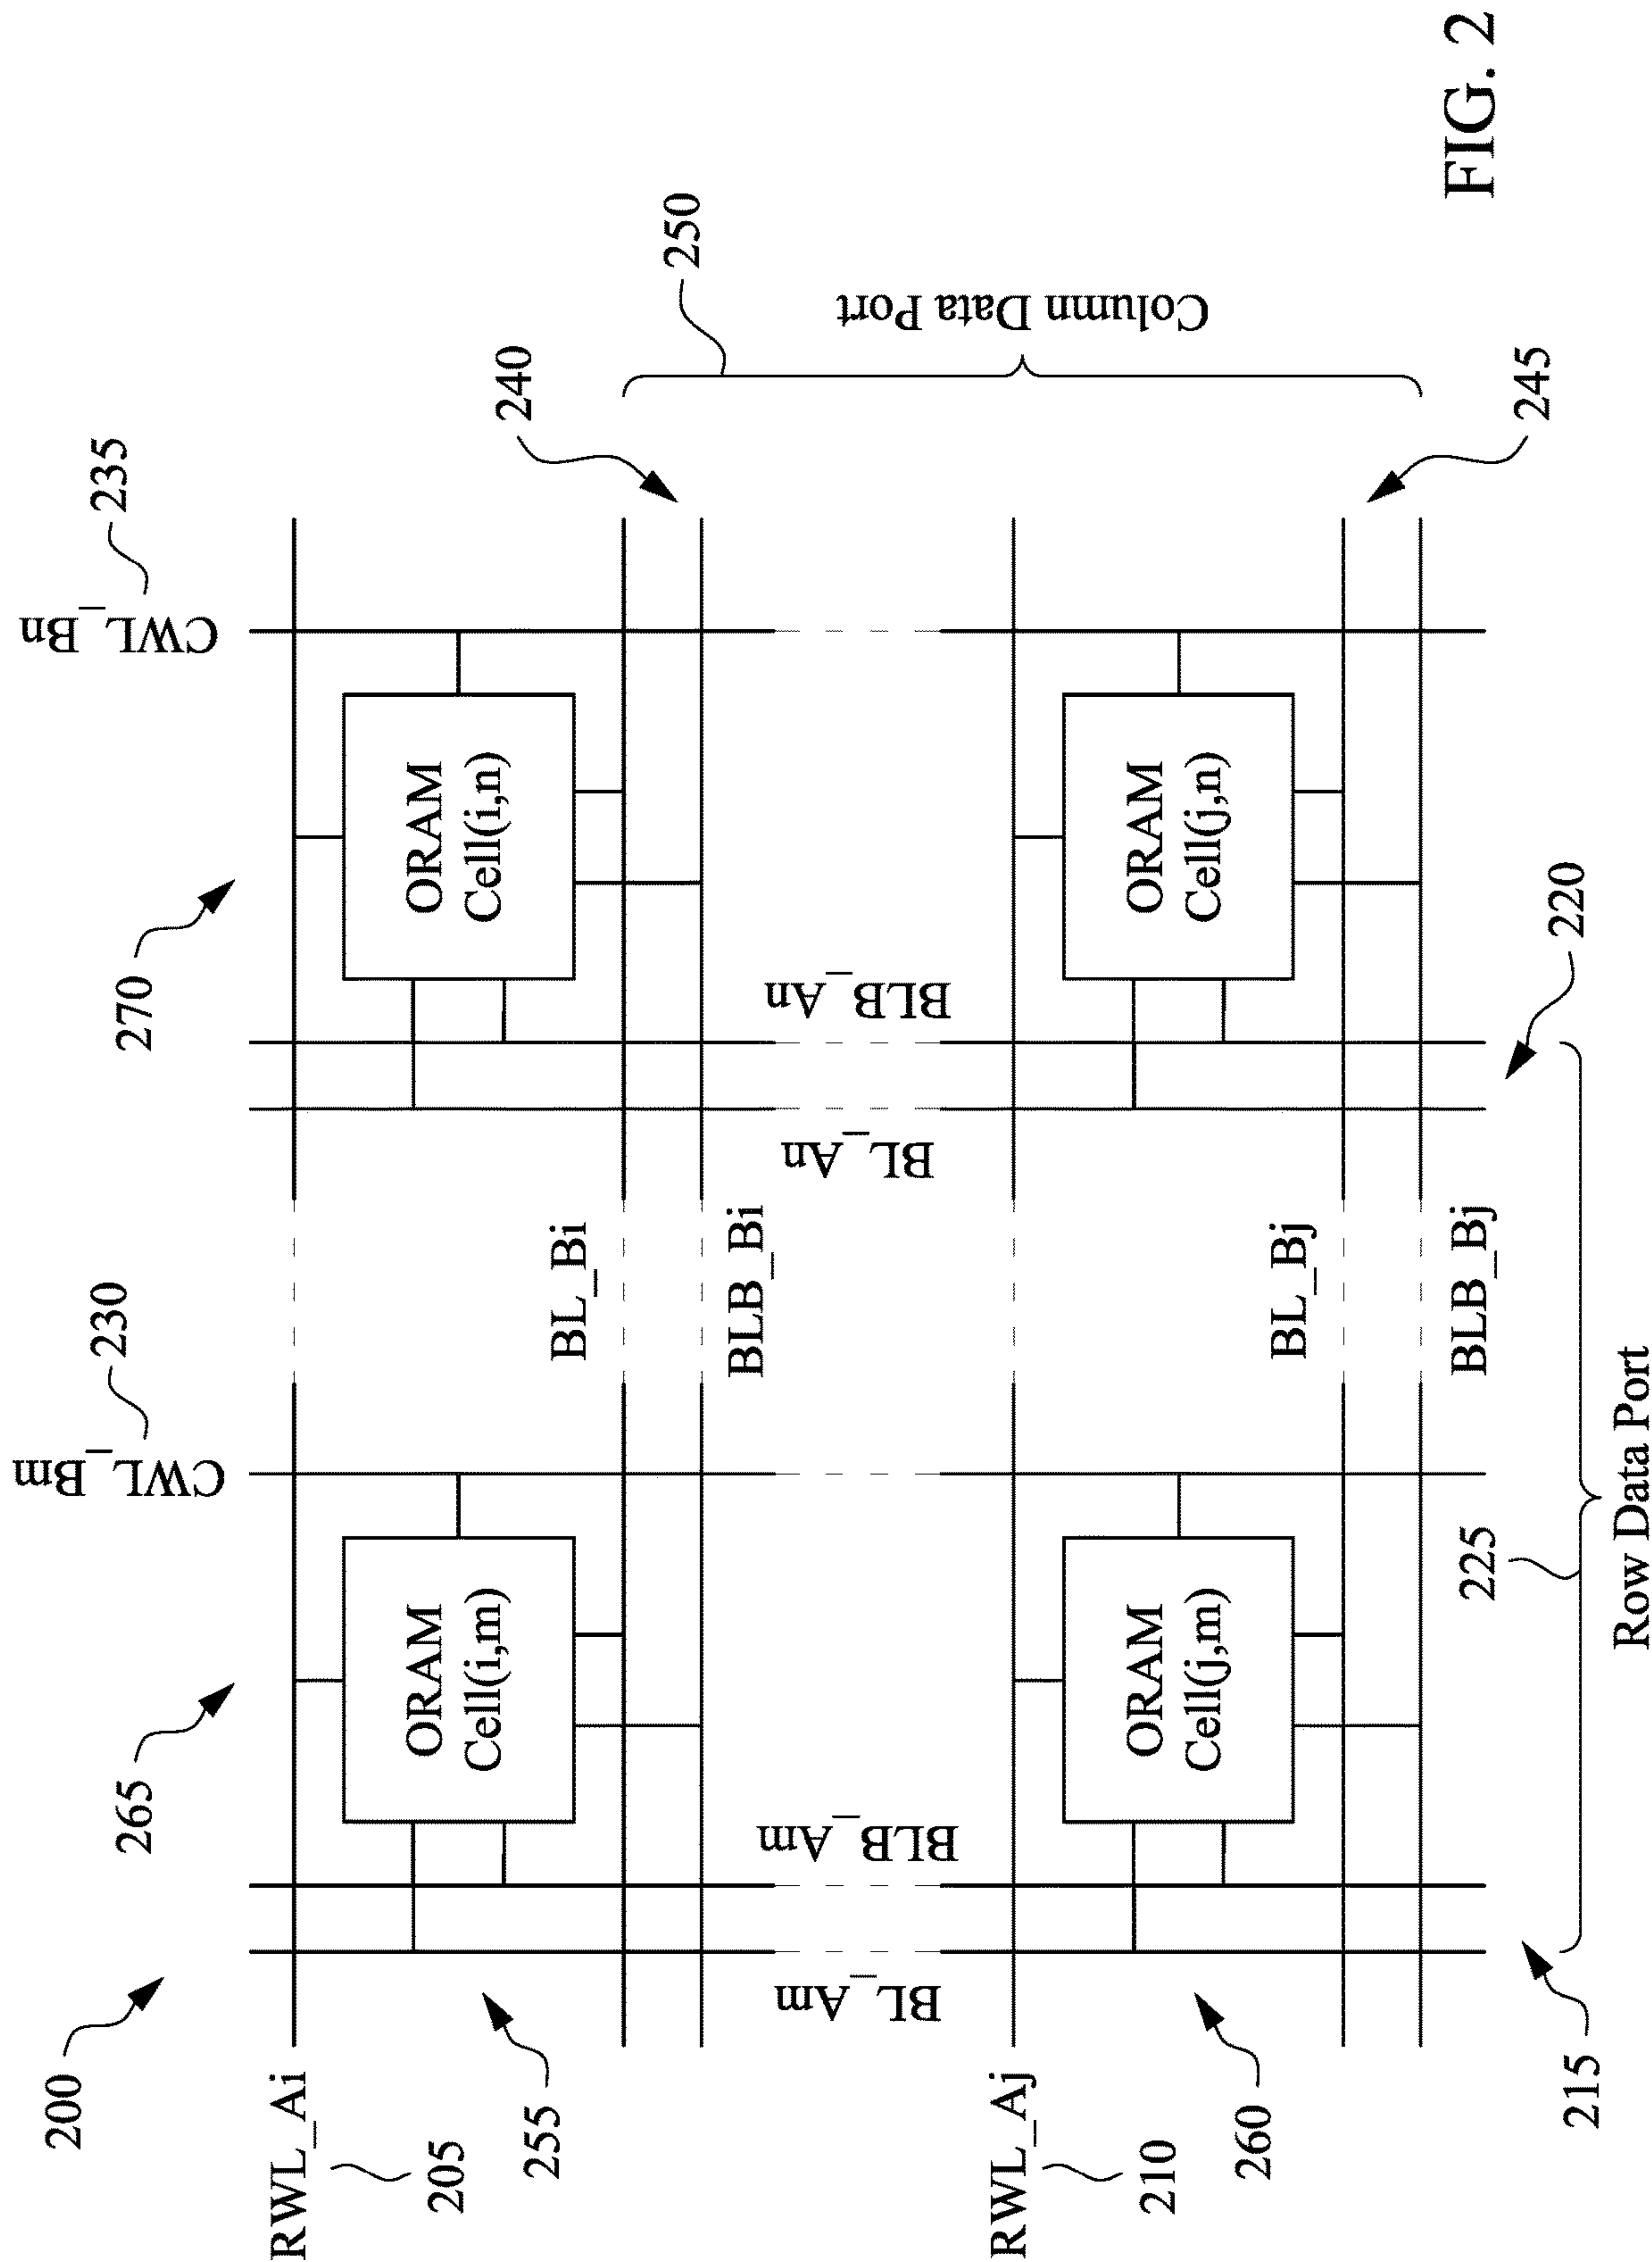 200
265
230
270
235
CWL_Bm
CWL_Bn
RWL_Ai
205
255
ORAM
Cell(i,m)
ORAM
Cell(i,n)
240
250
BL_Bi
BLB_Bi
Column Data Port
BL_Am
BLB_Am
BL_An
BLB_An
RWL_Aj
210
260
ORAM
Cell(j,m)
ORAM
Cell(j,n)
BL_Bj
BLB_Bj
245
215
225
220
Row Data Port
FIG. 2